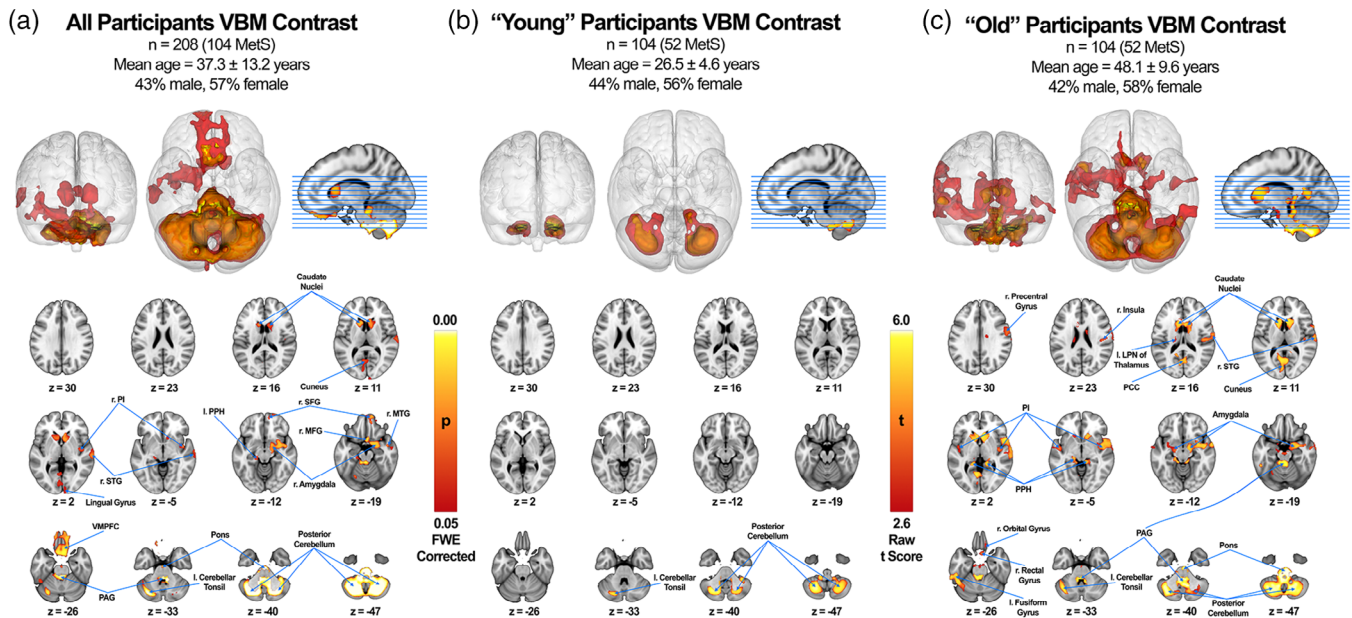 (a) All Participants VBM Contrast
n = 208 (104 MetS)
Mean age = 37.3 ± 13.2 years
43% male, 57% female
Caudate
Nuclei
z = 30
z = 23
z = 16
Cuneus
z = 11
r. PI
r. STG
Lingual Gyrus
z = 2
z = -5
l. PPH
r. SFG
r. MFG
r. MTG
r. Amygdala
z = -12
z = -19
VMPFC
PAG
Pons
l. Cerebellar
Tonsil
Posterior
Cerebellum
z = -26
z = -33
z = -40
z = -47
0.00
p
0.05
FWE
Corrected
(b) “Young” Participants VBM Contrast
n = 104 (52 MetS)
Mean age = 26.5 ± 4.6 years
44% male, 56% female
z = 30
z = 23
z = 16
z = 11
z = 2
z = -5
z = -12
z = -19
Posterior
Cerebellum
l. Cerebellar
Tonsil
z = -26
z = -33
z = -40
z = -47
6.0
t
2.6
Raw
t Score
(c) “Old” Participants VBM Contrast
n = 104 (52 MetS)
Mean age = 48.1 ± 9.6 years
42% male, 58% female
r. Precentral
Gyrus
r. Insula
l. LPN of
Thalamus
PCC
Caudate
Nuclei
r. STG
Cuneus
z = 30
z = 23
z = 16
z = 11
PI
PPH
Amygdala
z = 2
z = -5
z = -12
z = -19
r. Orbital Gyrus
r. Rectal
Gyrus
l. Fusiform
Gyrus
PAG
l. Cerebellar
Tonsil
Pons
Posterior
Cerebellum
z = -26
z = -33
z = -40
z = -47